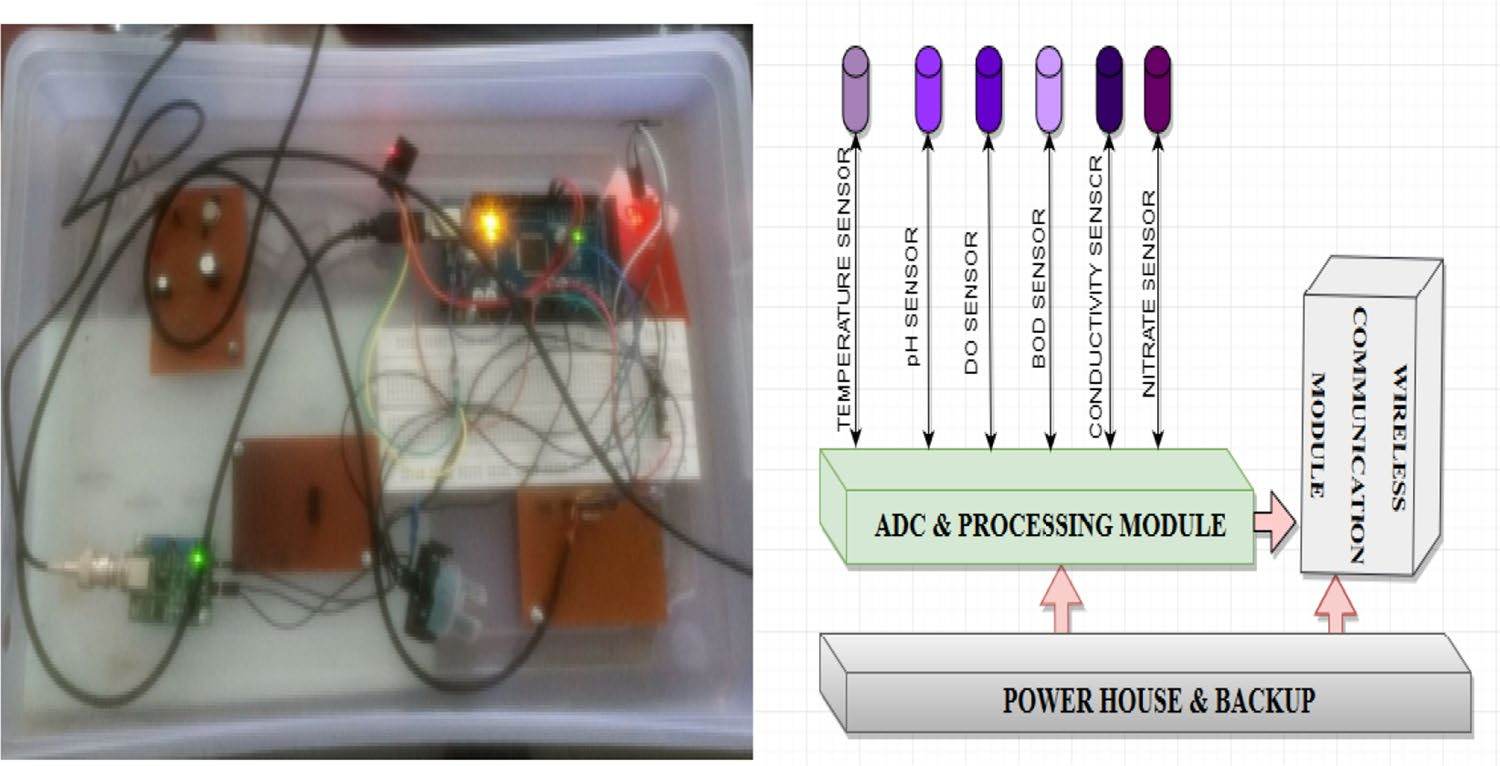 TEMPERATURE SENSOR
pH SENSOR
DO SENSOR
BOD SENSOR
CONDUCTIVITY SENSCR
NITRATE SENSOR
ADC & PROCESSING MODULE
WIRELESS
COMMUNICATION
MODULE
POWER HOUSE & BACKUP